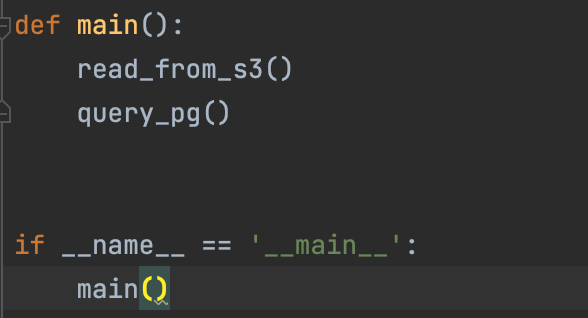 def main():
    read_from_s3()
    query_pg()
if __name__ == '__main__':
    main()